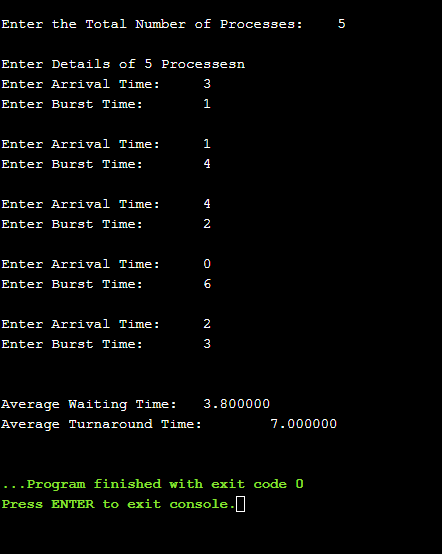 Enter the Total Number of Processes:    5
Enter Details of 5 Processesn
Enter Arrival Time:     3
Enter Burst Time:       1
Enter Arrival Time:     1
Enter Burst Time:       4
Enter Arrival Time:     4
Enter Burst Time:       2
Enter Arrival Time:     0
Enter Burst Time:       6
Enter Arrival Time:     2
Enter Burst Time:       3
Average Waiting Time:   3.800000
Average Turnaround Time:        7.000000
...Program finished with exit code 0
Press ENTER to exit console.